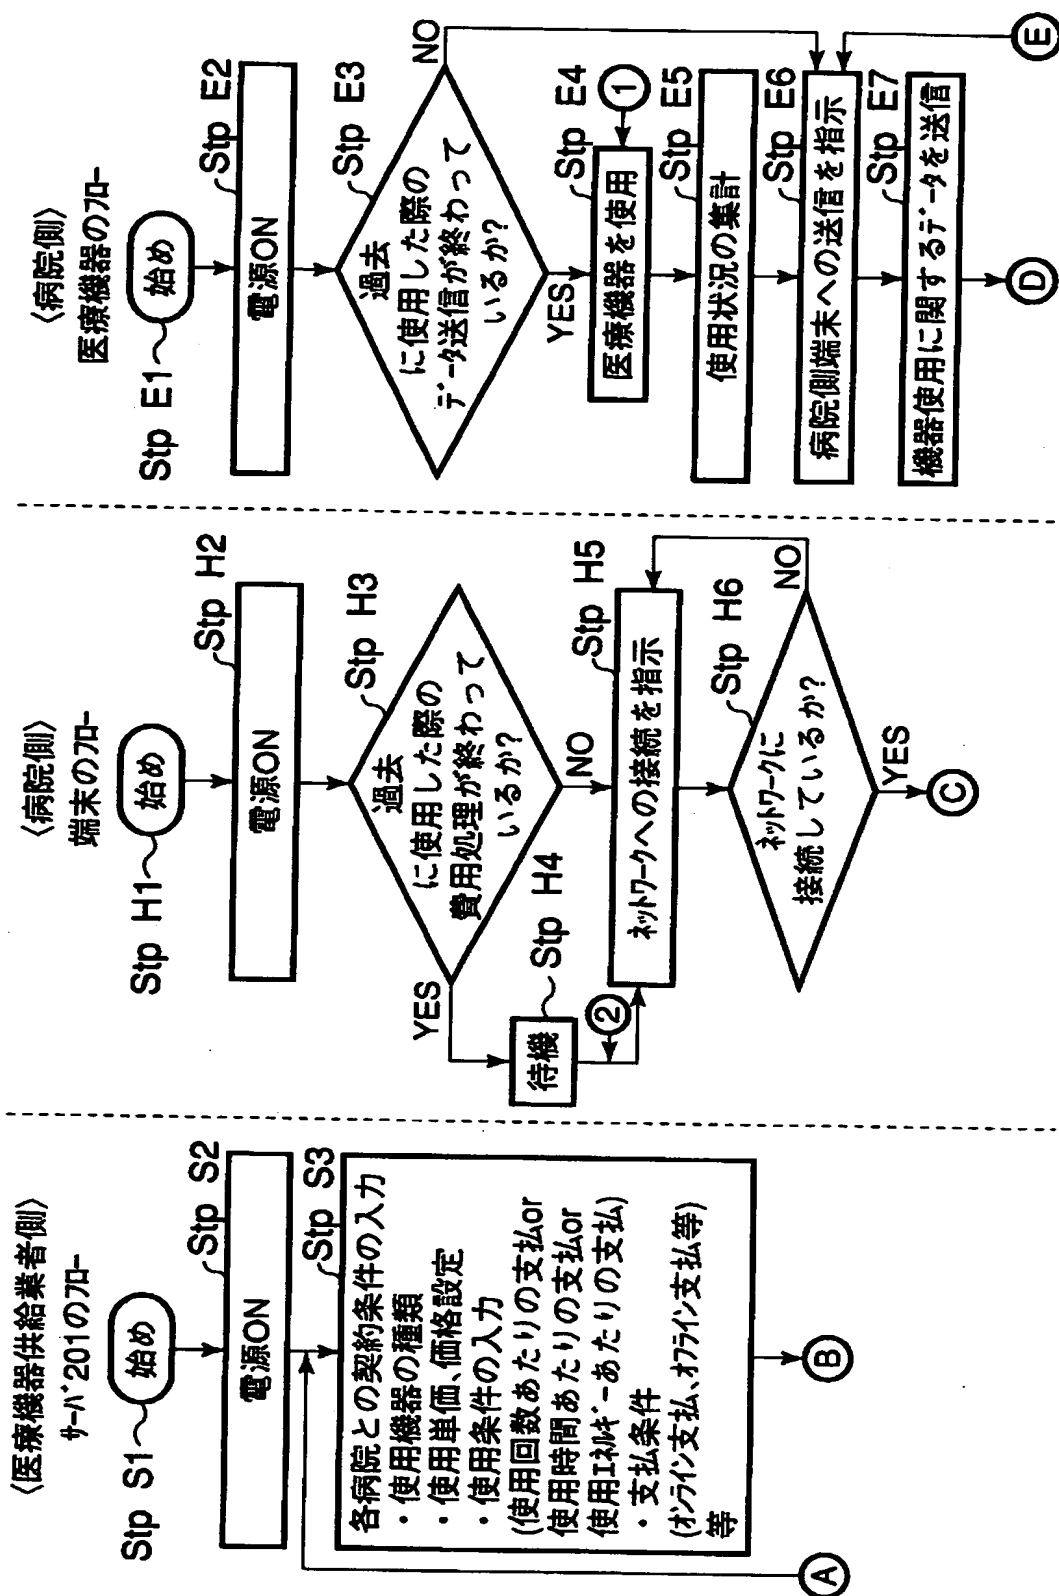 〈医療機器供給業者側〉
サーバ201のフロー
Stp S1
始め
Stp S2
電源ON
Stp S3
各病院との契約条件の入力
・使用機器の種類
・使用単価、価格設定
・使用条件の入力
(使用回数あたりの支払or
使用時間あたりの支払or
使用エネルギーあたりの支払)
・支払条件
(オンライン支払、オフライン支払等)
等
A
B
〈病院側〉
端末のフロー
Stp H1
始め
Stp H2
電源ON
Stp H3
過去
に使用した際の
費用処理が終わって
いるか?
YES
NO
Stp H4
待機
2
Stp H5
ネットワークへの接続を指示
Stp H6
ネットワークに
接続しているか?
NO
YES
C
〈病院側〉
医療機器のフロー
Stp E1
始め
Stp E2
電源ON
Stp E3
過去
に使用した際の
データ送信が終わって
いるか?
NO
YES
Stp E4
医療機器を使用
1
Stp E5
使用状況の集計
Stp E6
病院側端末への送信を指示
Stp E7
機器使用に関するデータを送信
D
E